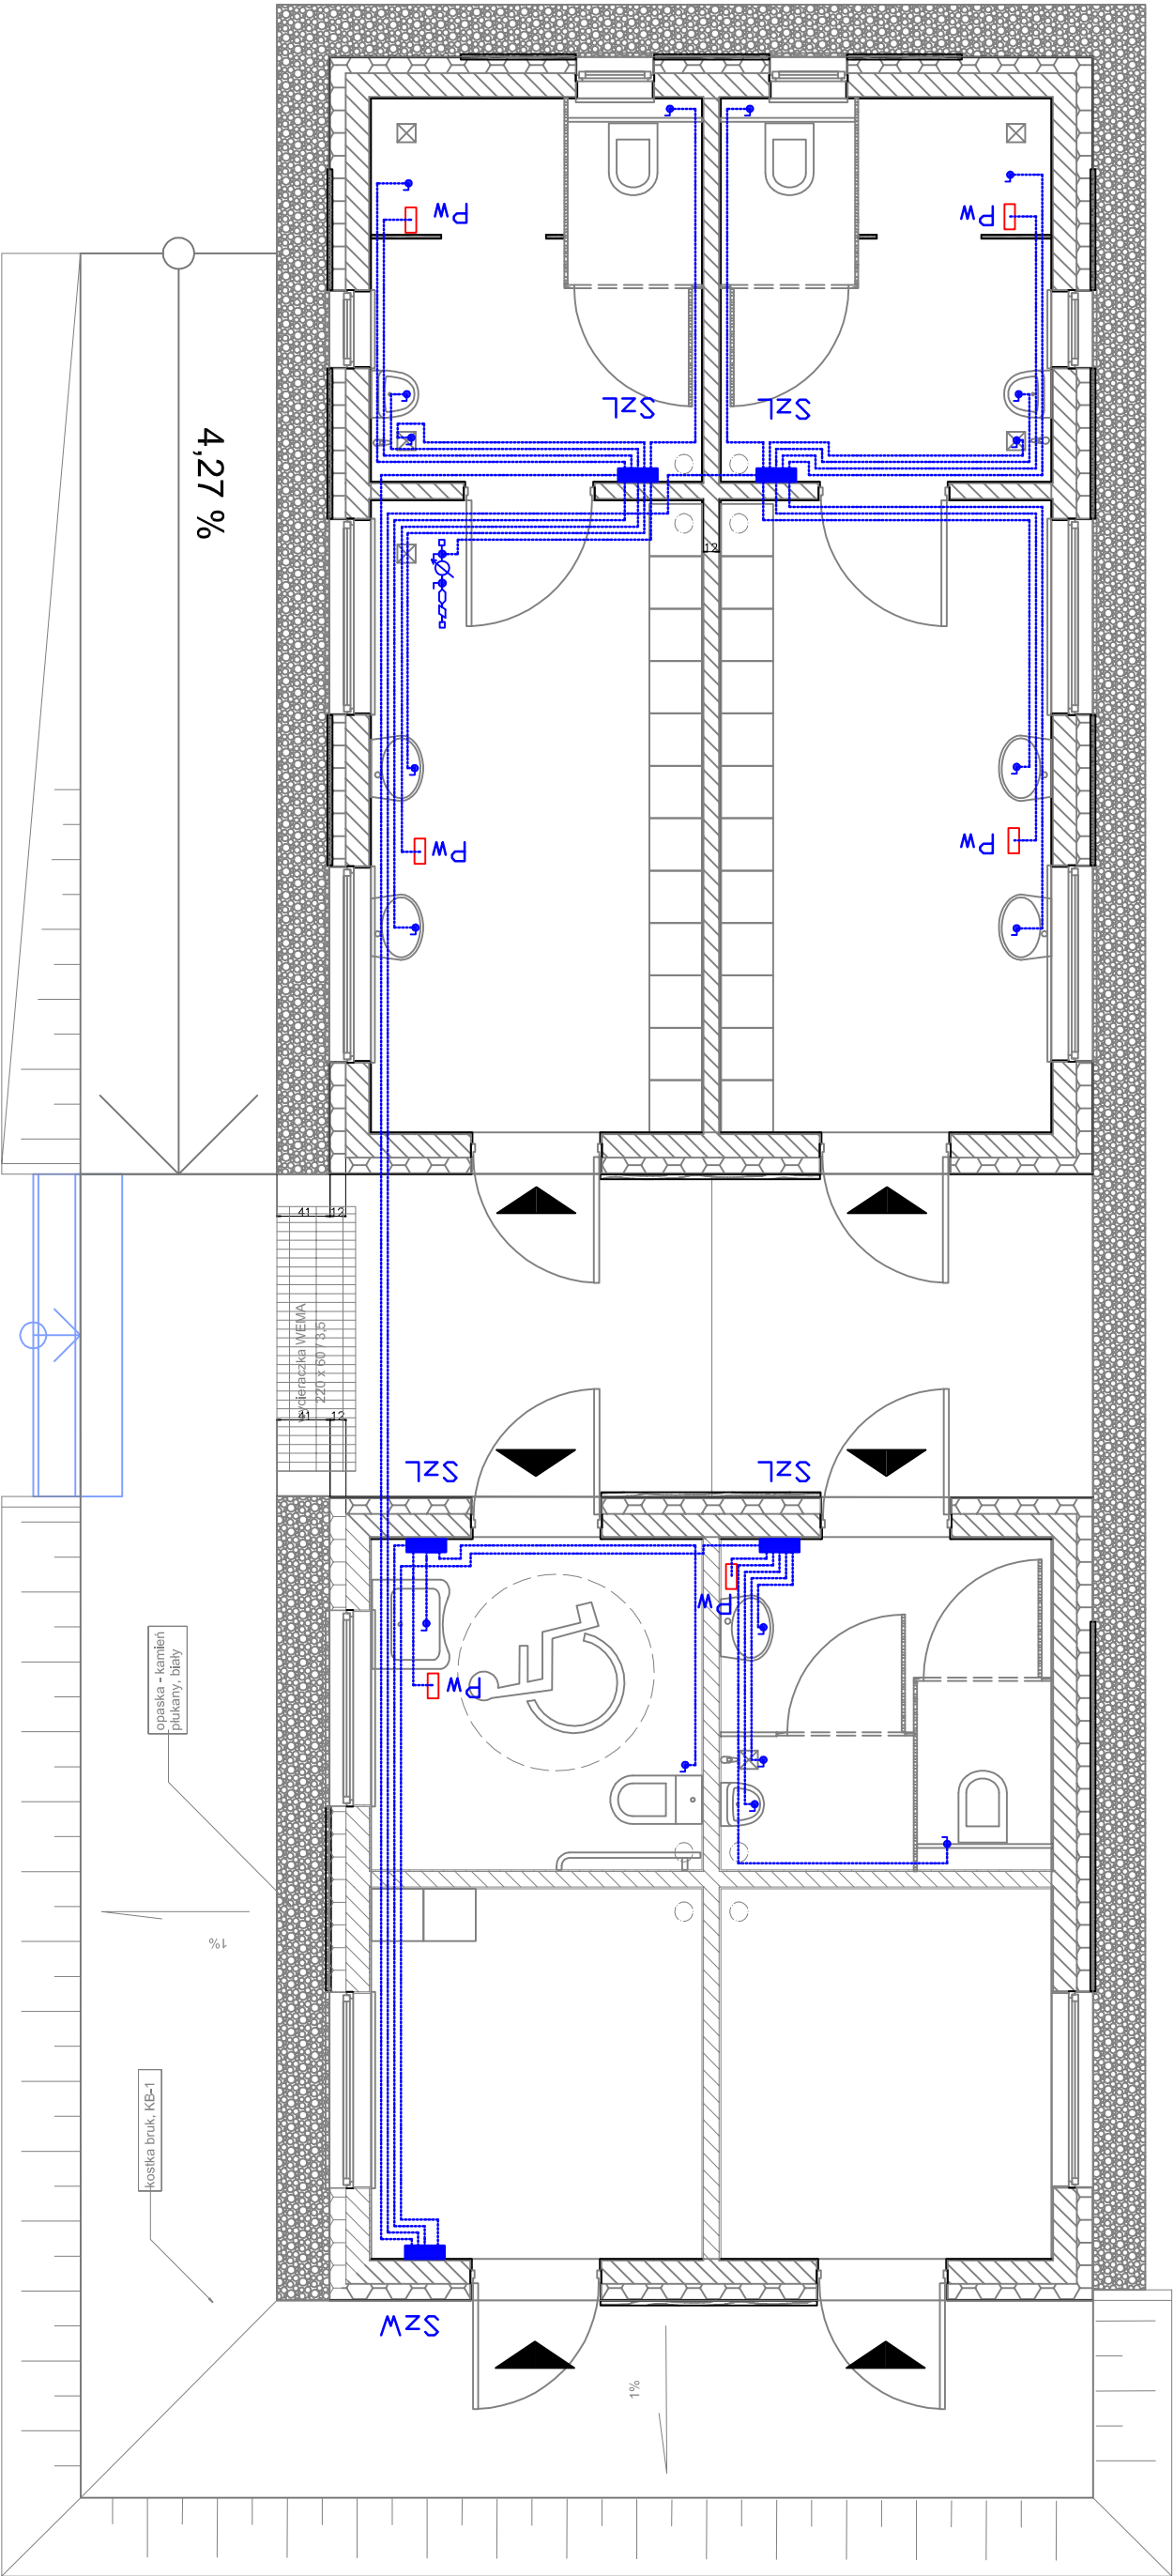 Pw
Pw
SzL
SzL
4,27 %
12
Pw
Pw
41 12
wycieraczka WEMA
220 x 60 / 3,5
41 12
SzL
SzL
Pw
Pw
opaska - kamień
płukany, biały
1%
kostka bruk, KB-1
SzW
1%